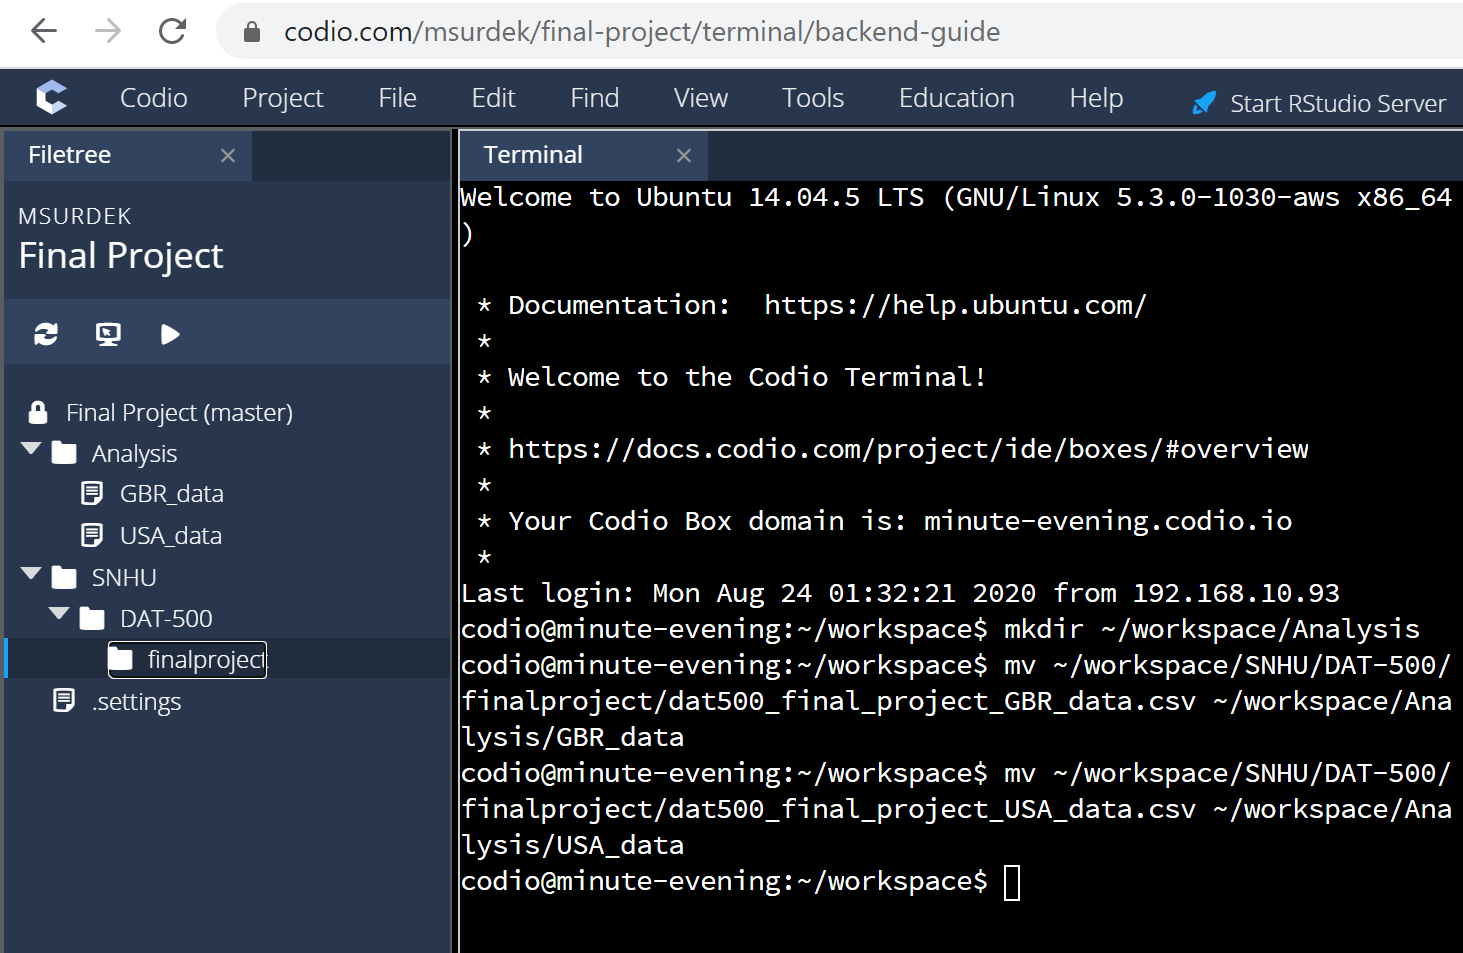 codio.com/msurdek/final-project/terminal/backend-guide
Codio Project File Edit Find View Tools Education Help Start RStudio Server
Filetree ×
MSURDEK
Final Project
Final Project (master)
Analysis
GBR_data
USA_data
SNHU
DAT-500
finalproject
.settings
Terminal ×
Welcome to Ubuntu 14.04.5 LTS (GNU/Linux 5.3.0-1030-aws x86_64
)
* Documentation:  https://help.ubuntu.com/
*
* Welcome to the Codio Terminal!
*
* https://docs.codio.com/project/ide/boxes/#overview
*
* Your Codio Box domain is: minute-evening.codio.io
*
Last login: Mon Aug 24 01:32:21 2020 from 192.168.10.93
codio@minute-evening:~/workspace$ mkdir ~/workspace/Analysis
codio@minute-evening:~/workspace$ mv ~/workspace/SNHU/DAT-500/
finalproject/dat500_final_project_GBR_data.csv ~/workspace/Ana
lysis/GBR_data
codio@minute-evening:~/workspace$ mv ~/workspace/SNHU/DAT-500/
finalproject/dat500_final_project_USA_data.csv ~/workspace/Ana
lysis/USA_data
codio@minute-evening:~/workspace$